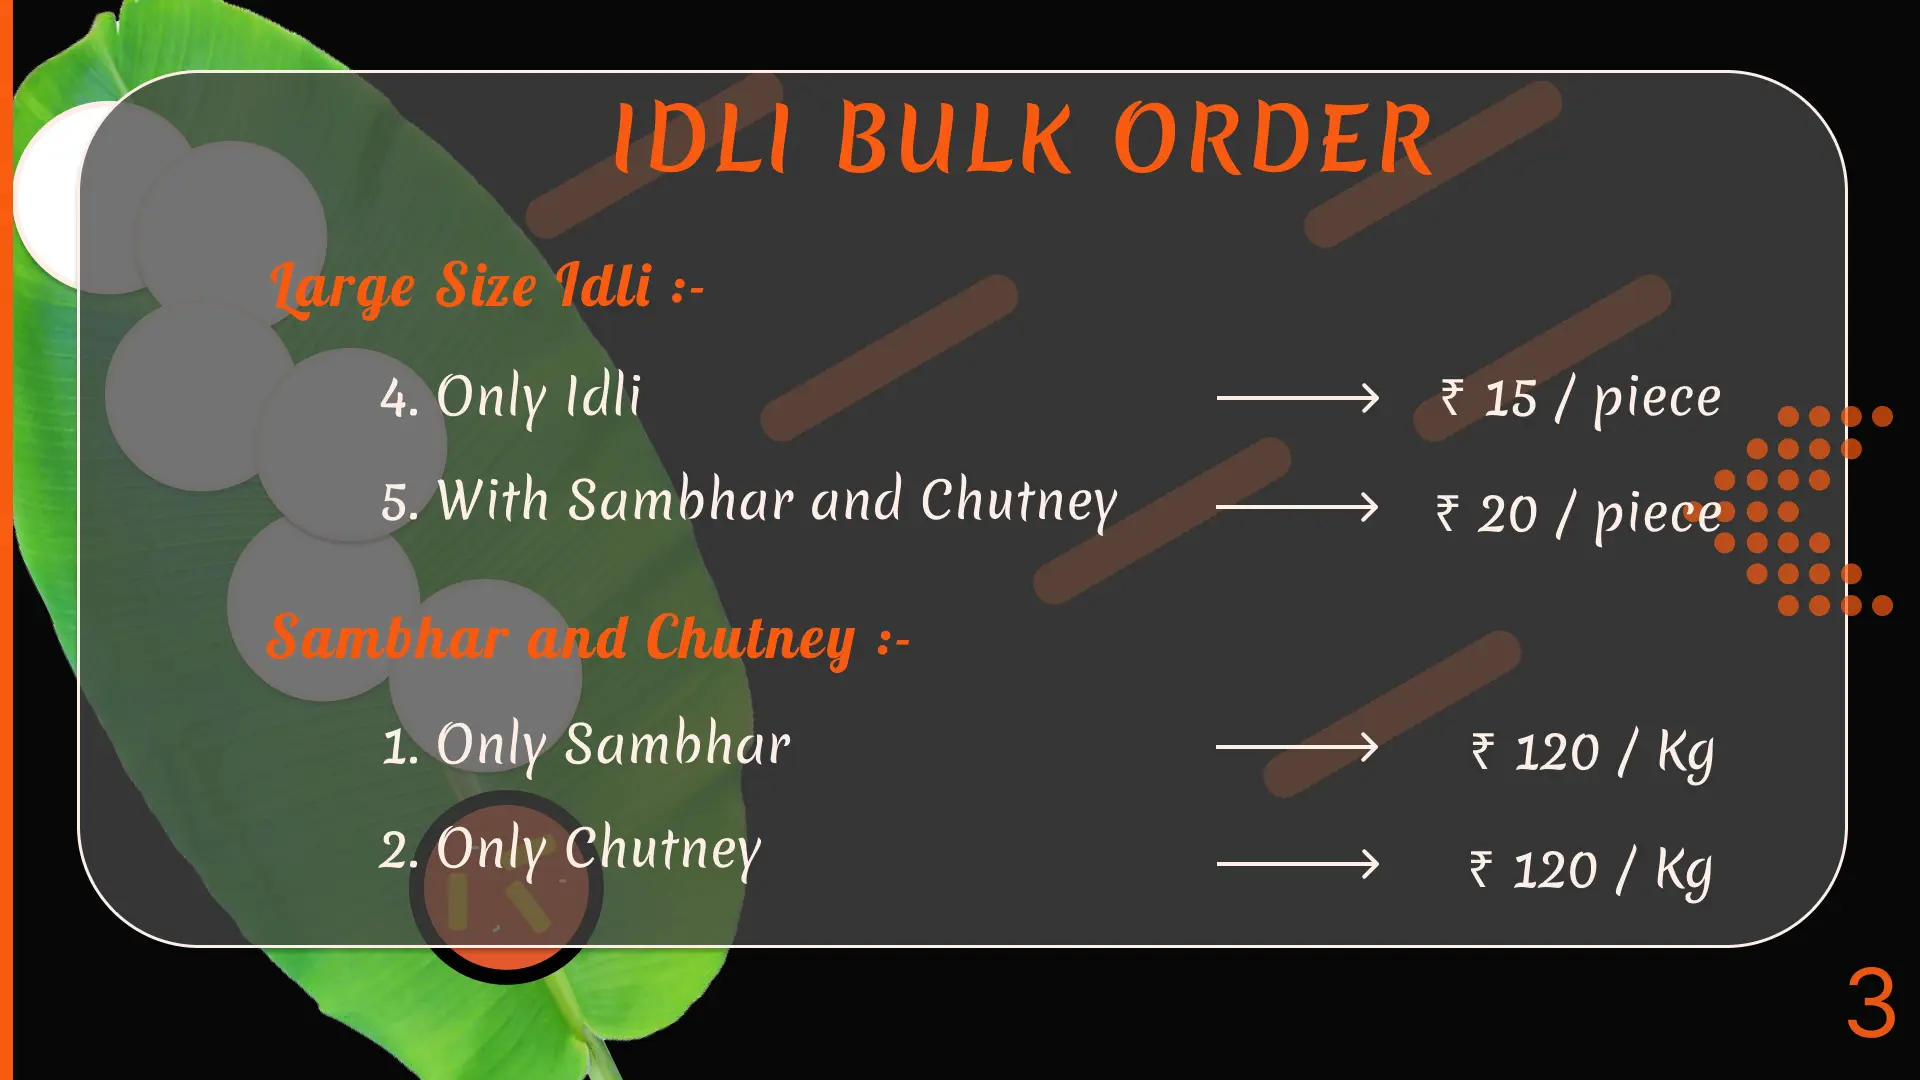 IDLI BULK ORDER
Large Size Idli :-
4. Only Idli ₹ 15 / piece
5. With Sambhar and Chutney ₹ 20 / piece
Sambhar and Chutney :-
1. Only Sambhar ₹ 120 / Kg
2. Only Chutney ₹ 120 / Kg
3